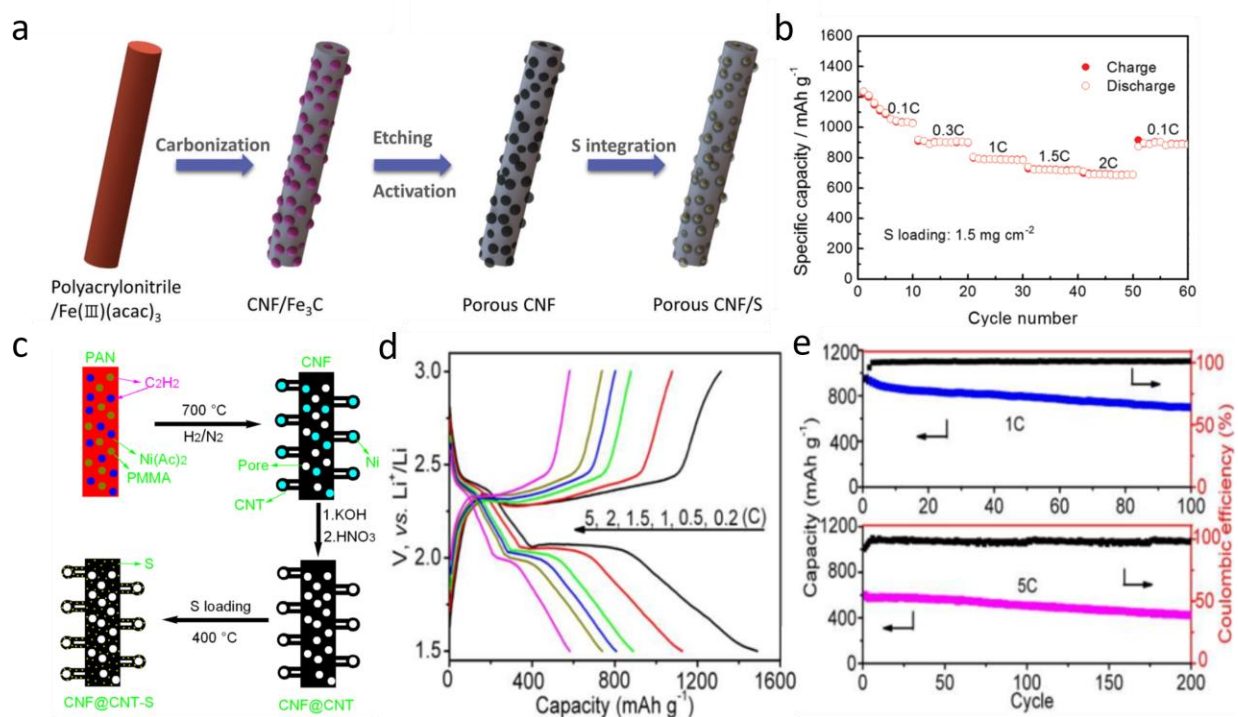 a
Carbonization
Etching
Activation
S integration
Polyacrylonitrile
/Fe(Ⅲ)(acac)3
CNF/Fe3C
Porous CNF
Porous CNF/S
b
1600
1400
1200
1000
800
600
400
200
0
Specific capacity / mAh g-1
Charge
Discharge
0.1C
0.3C
1C
1.5C
2C
0.1C
S loading: 1.5 mg cm-2
0 10 20 30 40 50 60
Cycle number
c
PAN
C2H2
Ni(Ac)2
PMMA
700 °C
H2/N2
CNF
Pore
Ni
CNT
1.KOH
2.HNO3
S
S loading
400 °C
CNF@CNT-S
CNF@CNT
d
3.0
2.5
2.0
1.5
V, vs. Li+/Li
5, 2, 1.5, 1, 0.5, 0.2 (C)
0 400 800 1200 1600
Capacity (mAh g-1)
e
1200
800
400
0
1C
100
50
0
0 20 40 60 80 100
1200
800
400
0
5C
100
50
0
0 50 100 150 200
Capacity (mAh g-1)
Coulombic efficiency (%)
Cycle